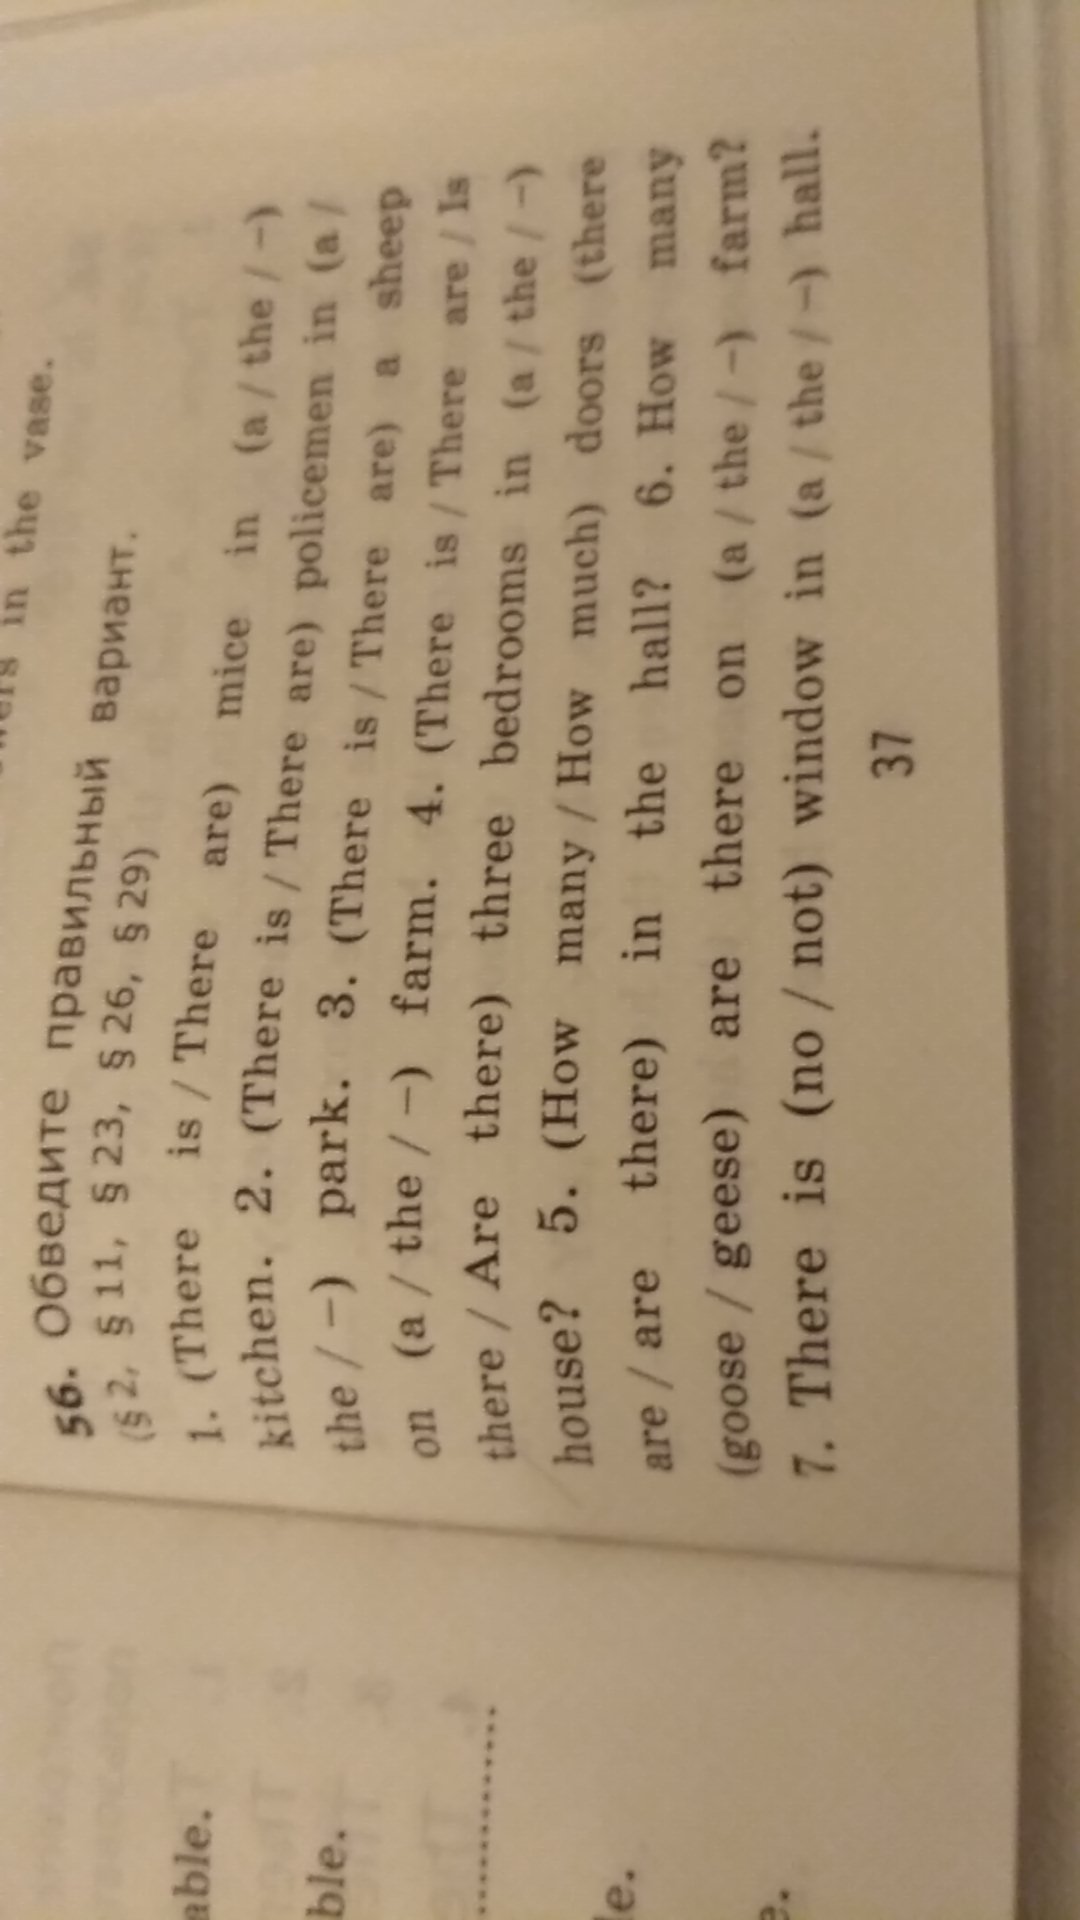 in the vase.
56. Обведите правильный вариант.
(§ 2, § 11, § 23, § 26, § 29)
1. (There is / There are) mice in (a / the / –)
kitchen. 2. (There is / There are) policemen in (a /
the / –) park. 3. (There is / There are) a sheep
on (a / the / –) farm. 4. (There is / There are / Is
there / Are there) three bedrooms in (a / the / –)
house? 5. (How many / How much) doors (there
are / are there) in the hall? 6. How many
(goose / geese) are there on (a / the / –) farm?
7. There is (no / not) window in (a / the / –) hall.
37
able.
ble.
le.
e.